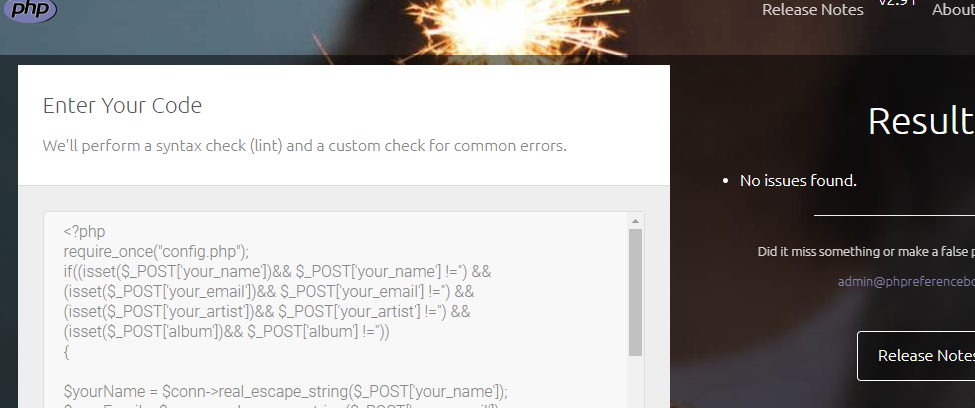 php
Release Notes
v2.91
About
Enter Your Code
We'll perform a syntax check (lint) and a custom check for common errors.
Result
No issues found.
Did it miss something or make a false p
admin@phpreferencebo
Release Notes
<?php
require_once("config.php");
if((isset($_POST['your_name'])&& $_POST['your_name'] !='') &&
(isset($_POST['your_email'])&& $_POST['your_email'] !='') &&
(isset($_POST['your_artist'])&& $_POST['your_artist'] !='') &&
(isset($_POST['album'])&& $_POST['album'] !=''))
{
$yourName = $conn->real_escape_string($_POST['your_name']);